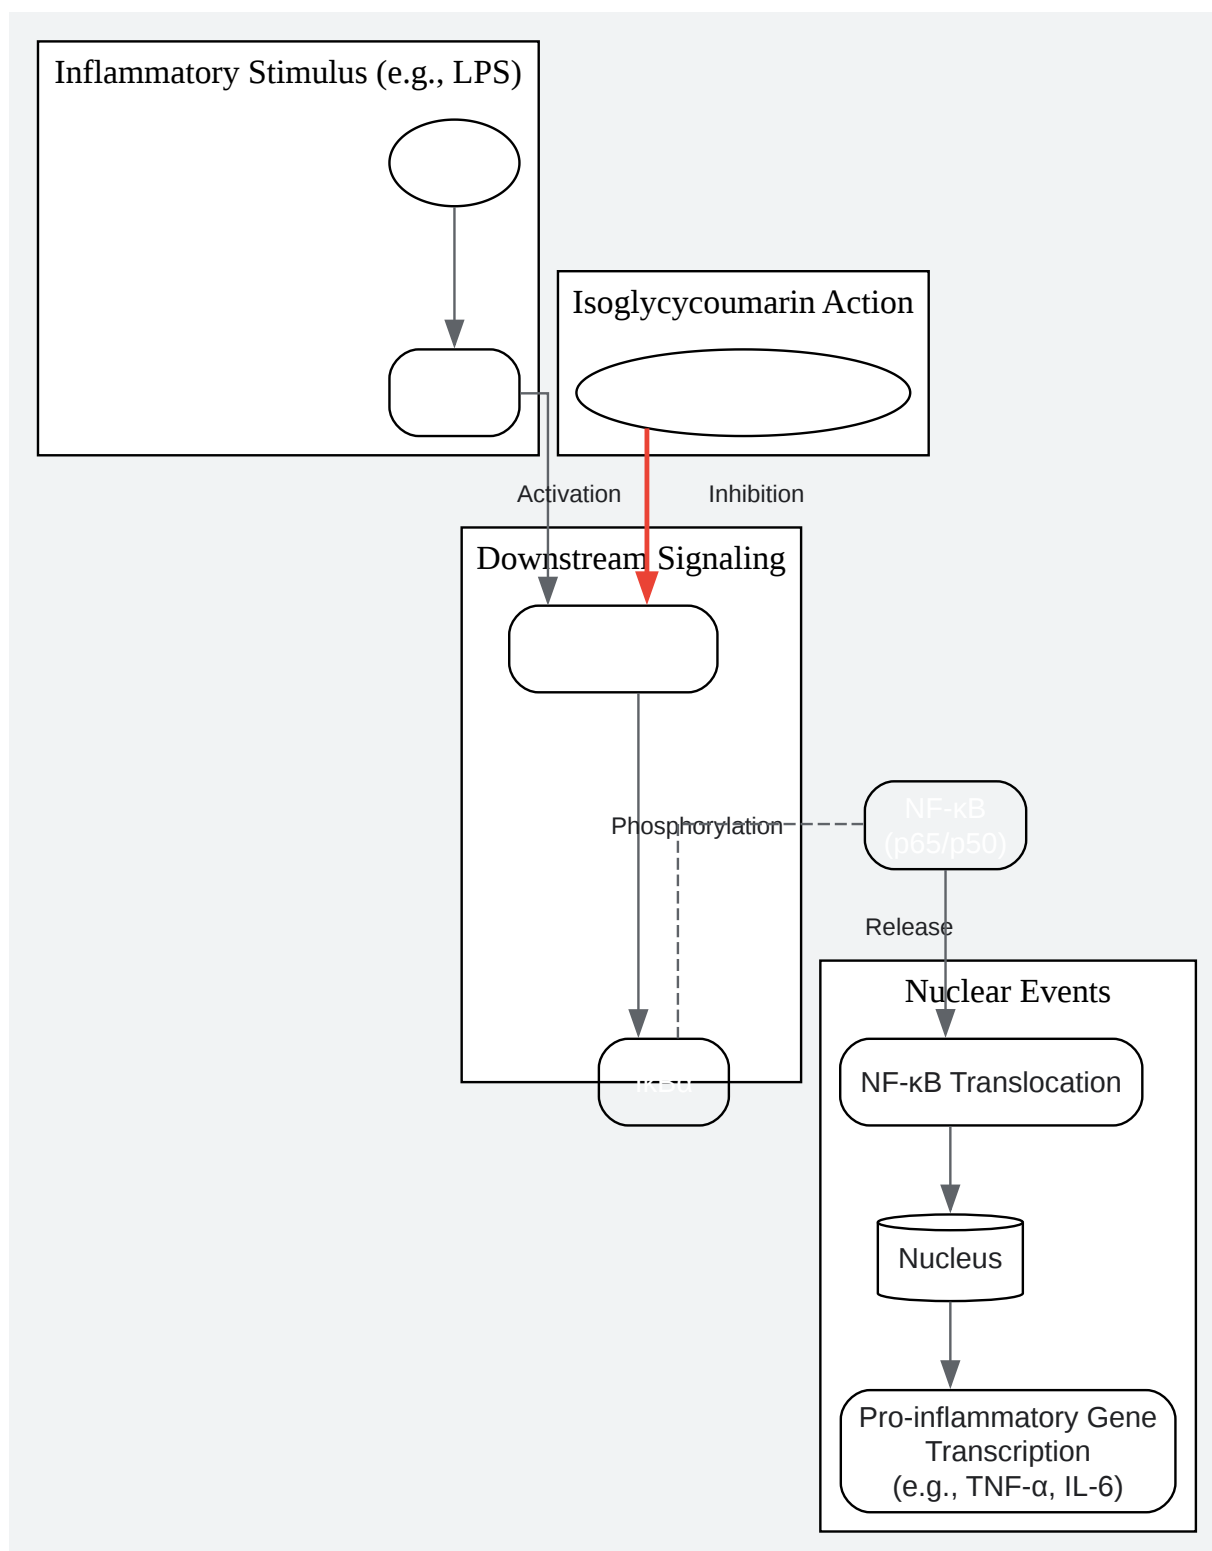 Inflammatory Stimulus (e.g., LPS)
Isoglycycoumarin Action
Activation
Inhibition
Downstream Signaling
NF-κB
(p65/p50)
Phosphorylation
Release
Nuclear Events
IκBα
NF-κB Translocation
Nucleus
Pro-inflammatory Gene
Transcription
(e.g., TNF-α, IL-6)